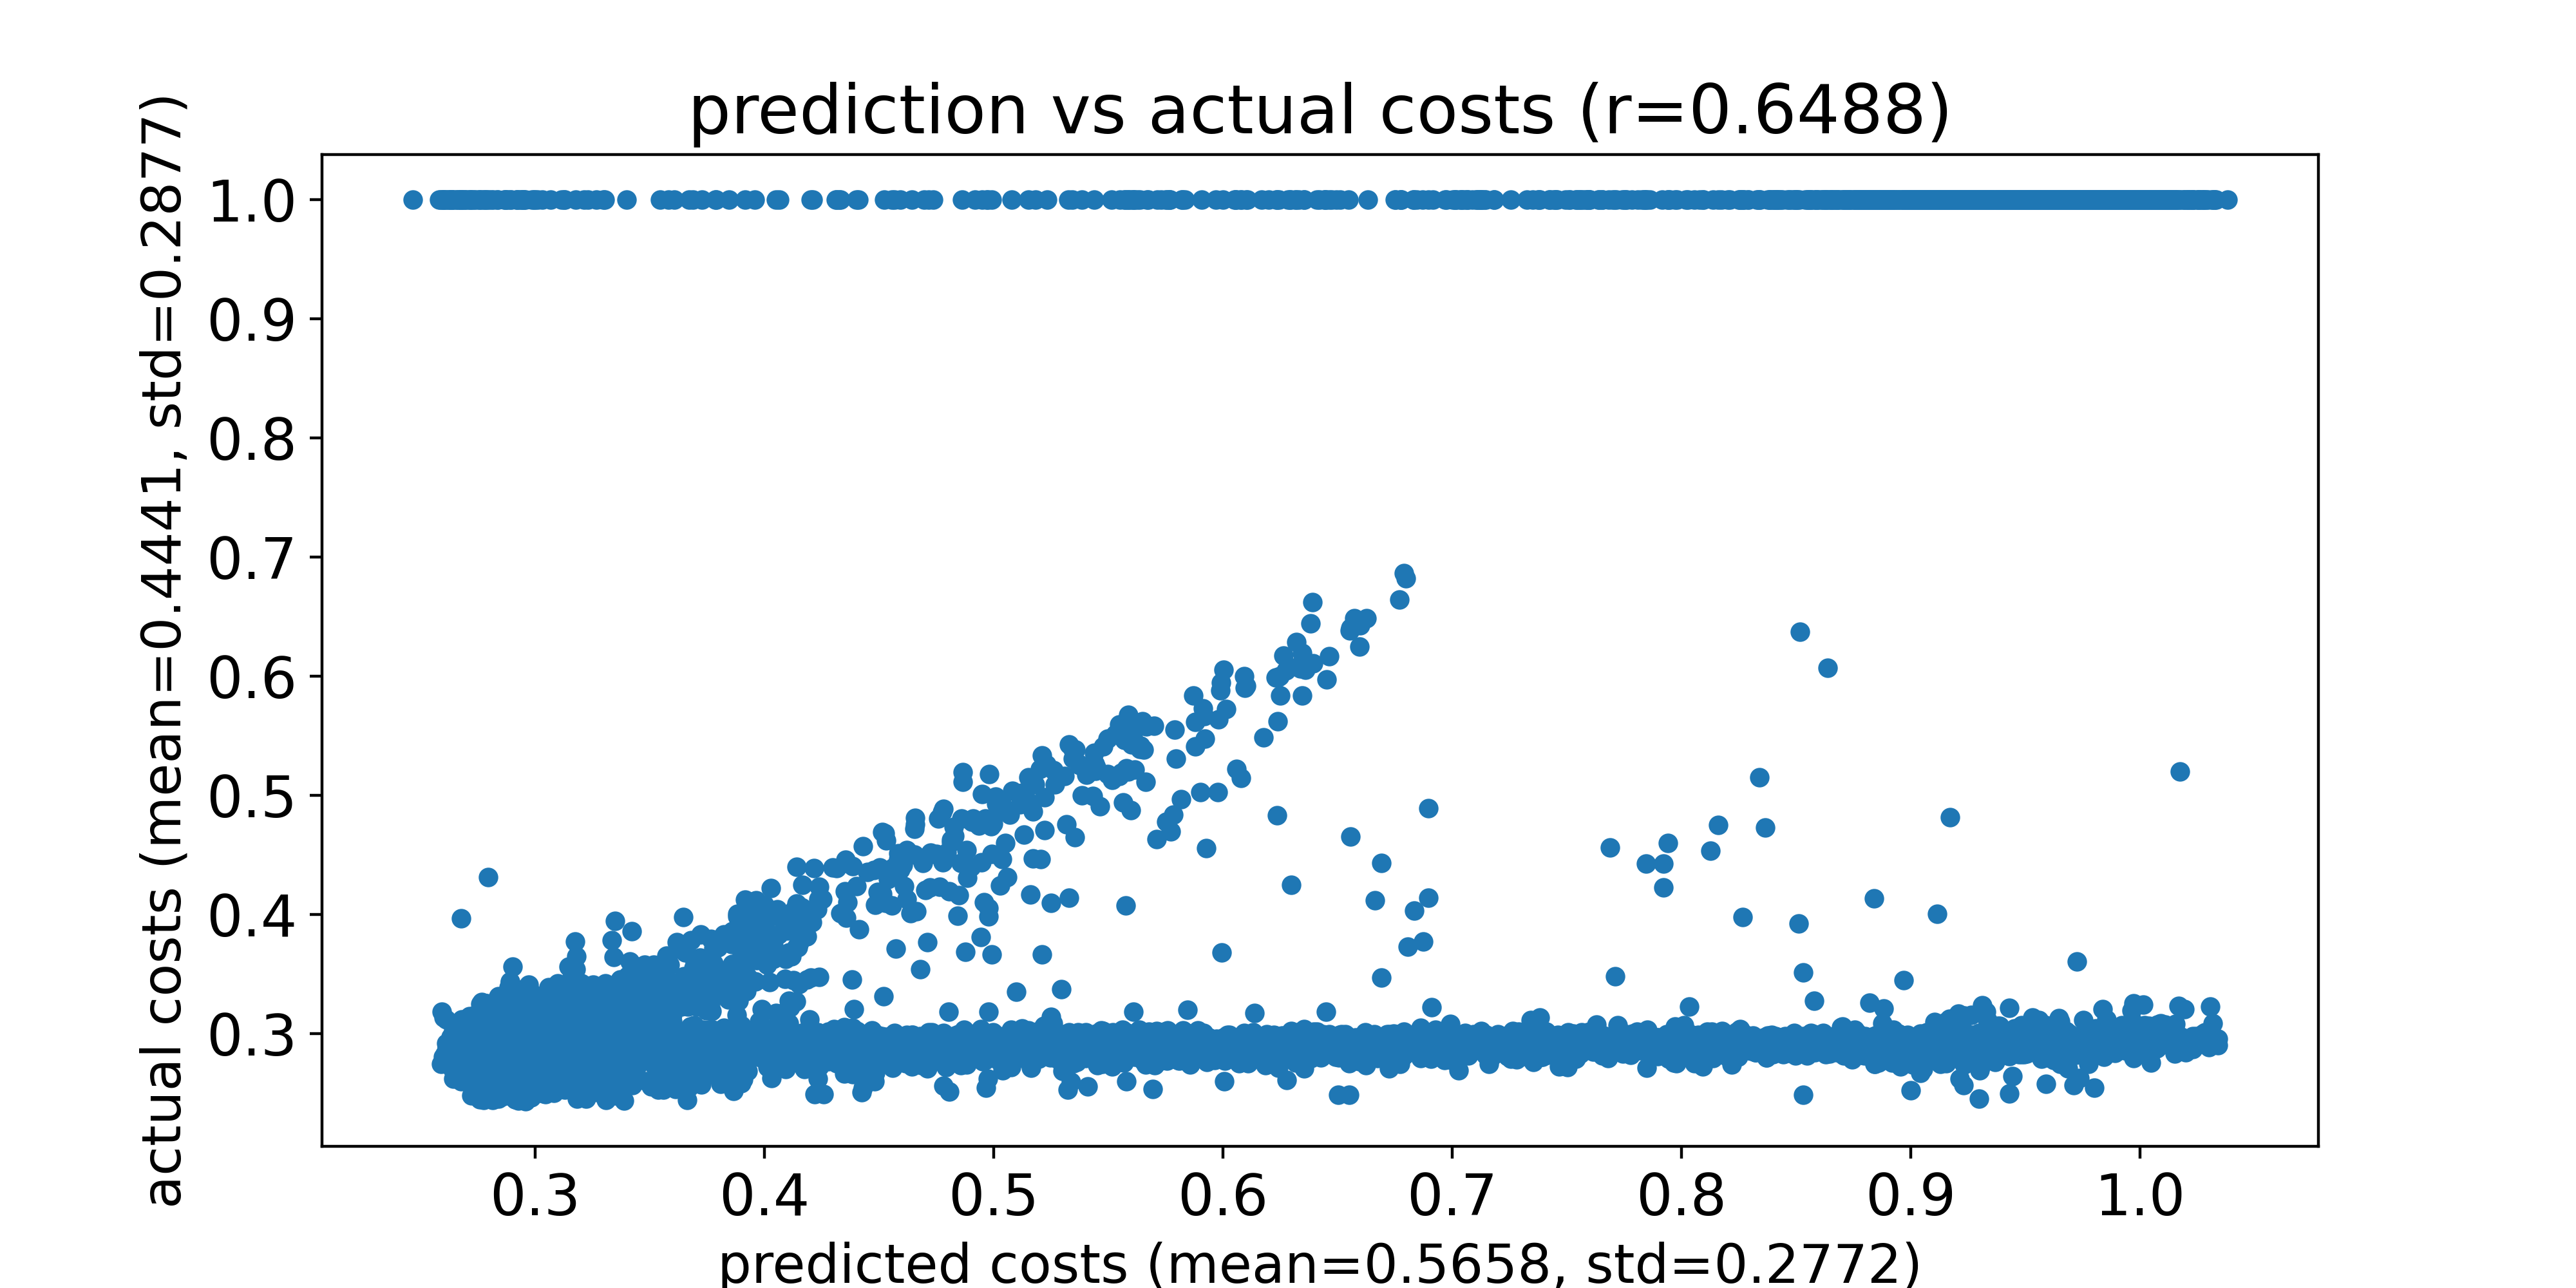 prediction vs actual costs (r=0.6488)
actual costs (mean=0.4441, std=0.2877)
1.0
0.9
0.8
0.7
0.6
0.5
0.4
0.3
0.3 0.4 0.5 0.6 0.7 0.8 0.9 1.0
predicted costs (mean=0.5658, std=0.2772)